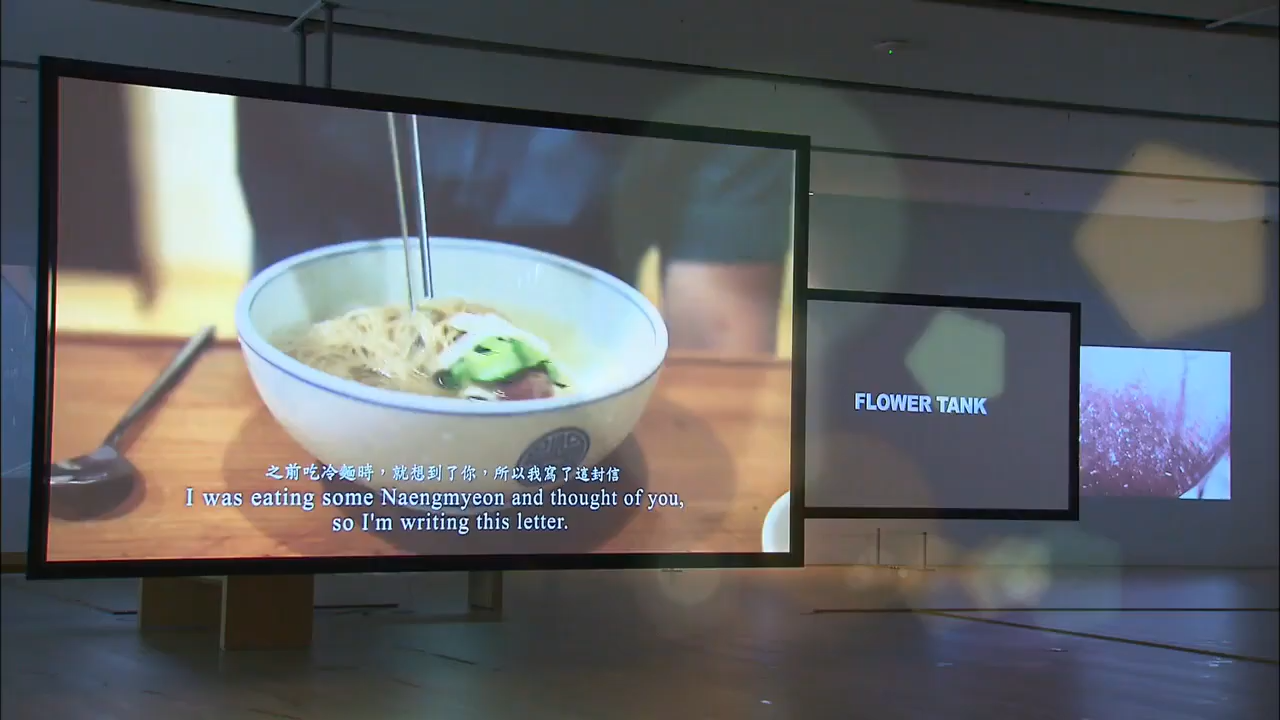 之前吃冷麵時，就想到了你，所以我寫了這封信
I was eating some Naengmyeon and thought of you,
so I'm writing this letter.
FLOWER TANK